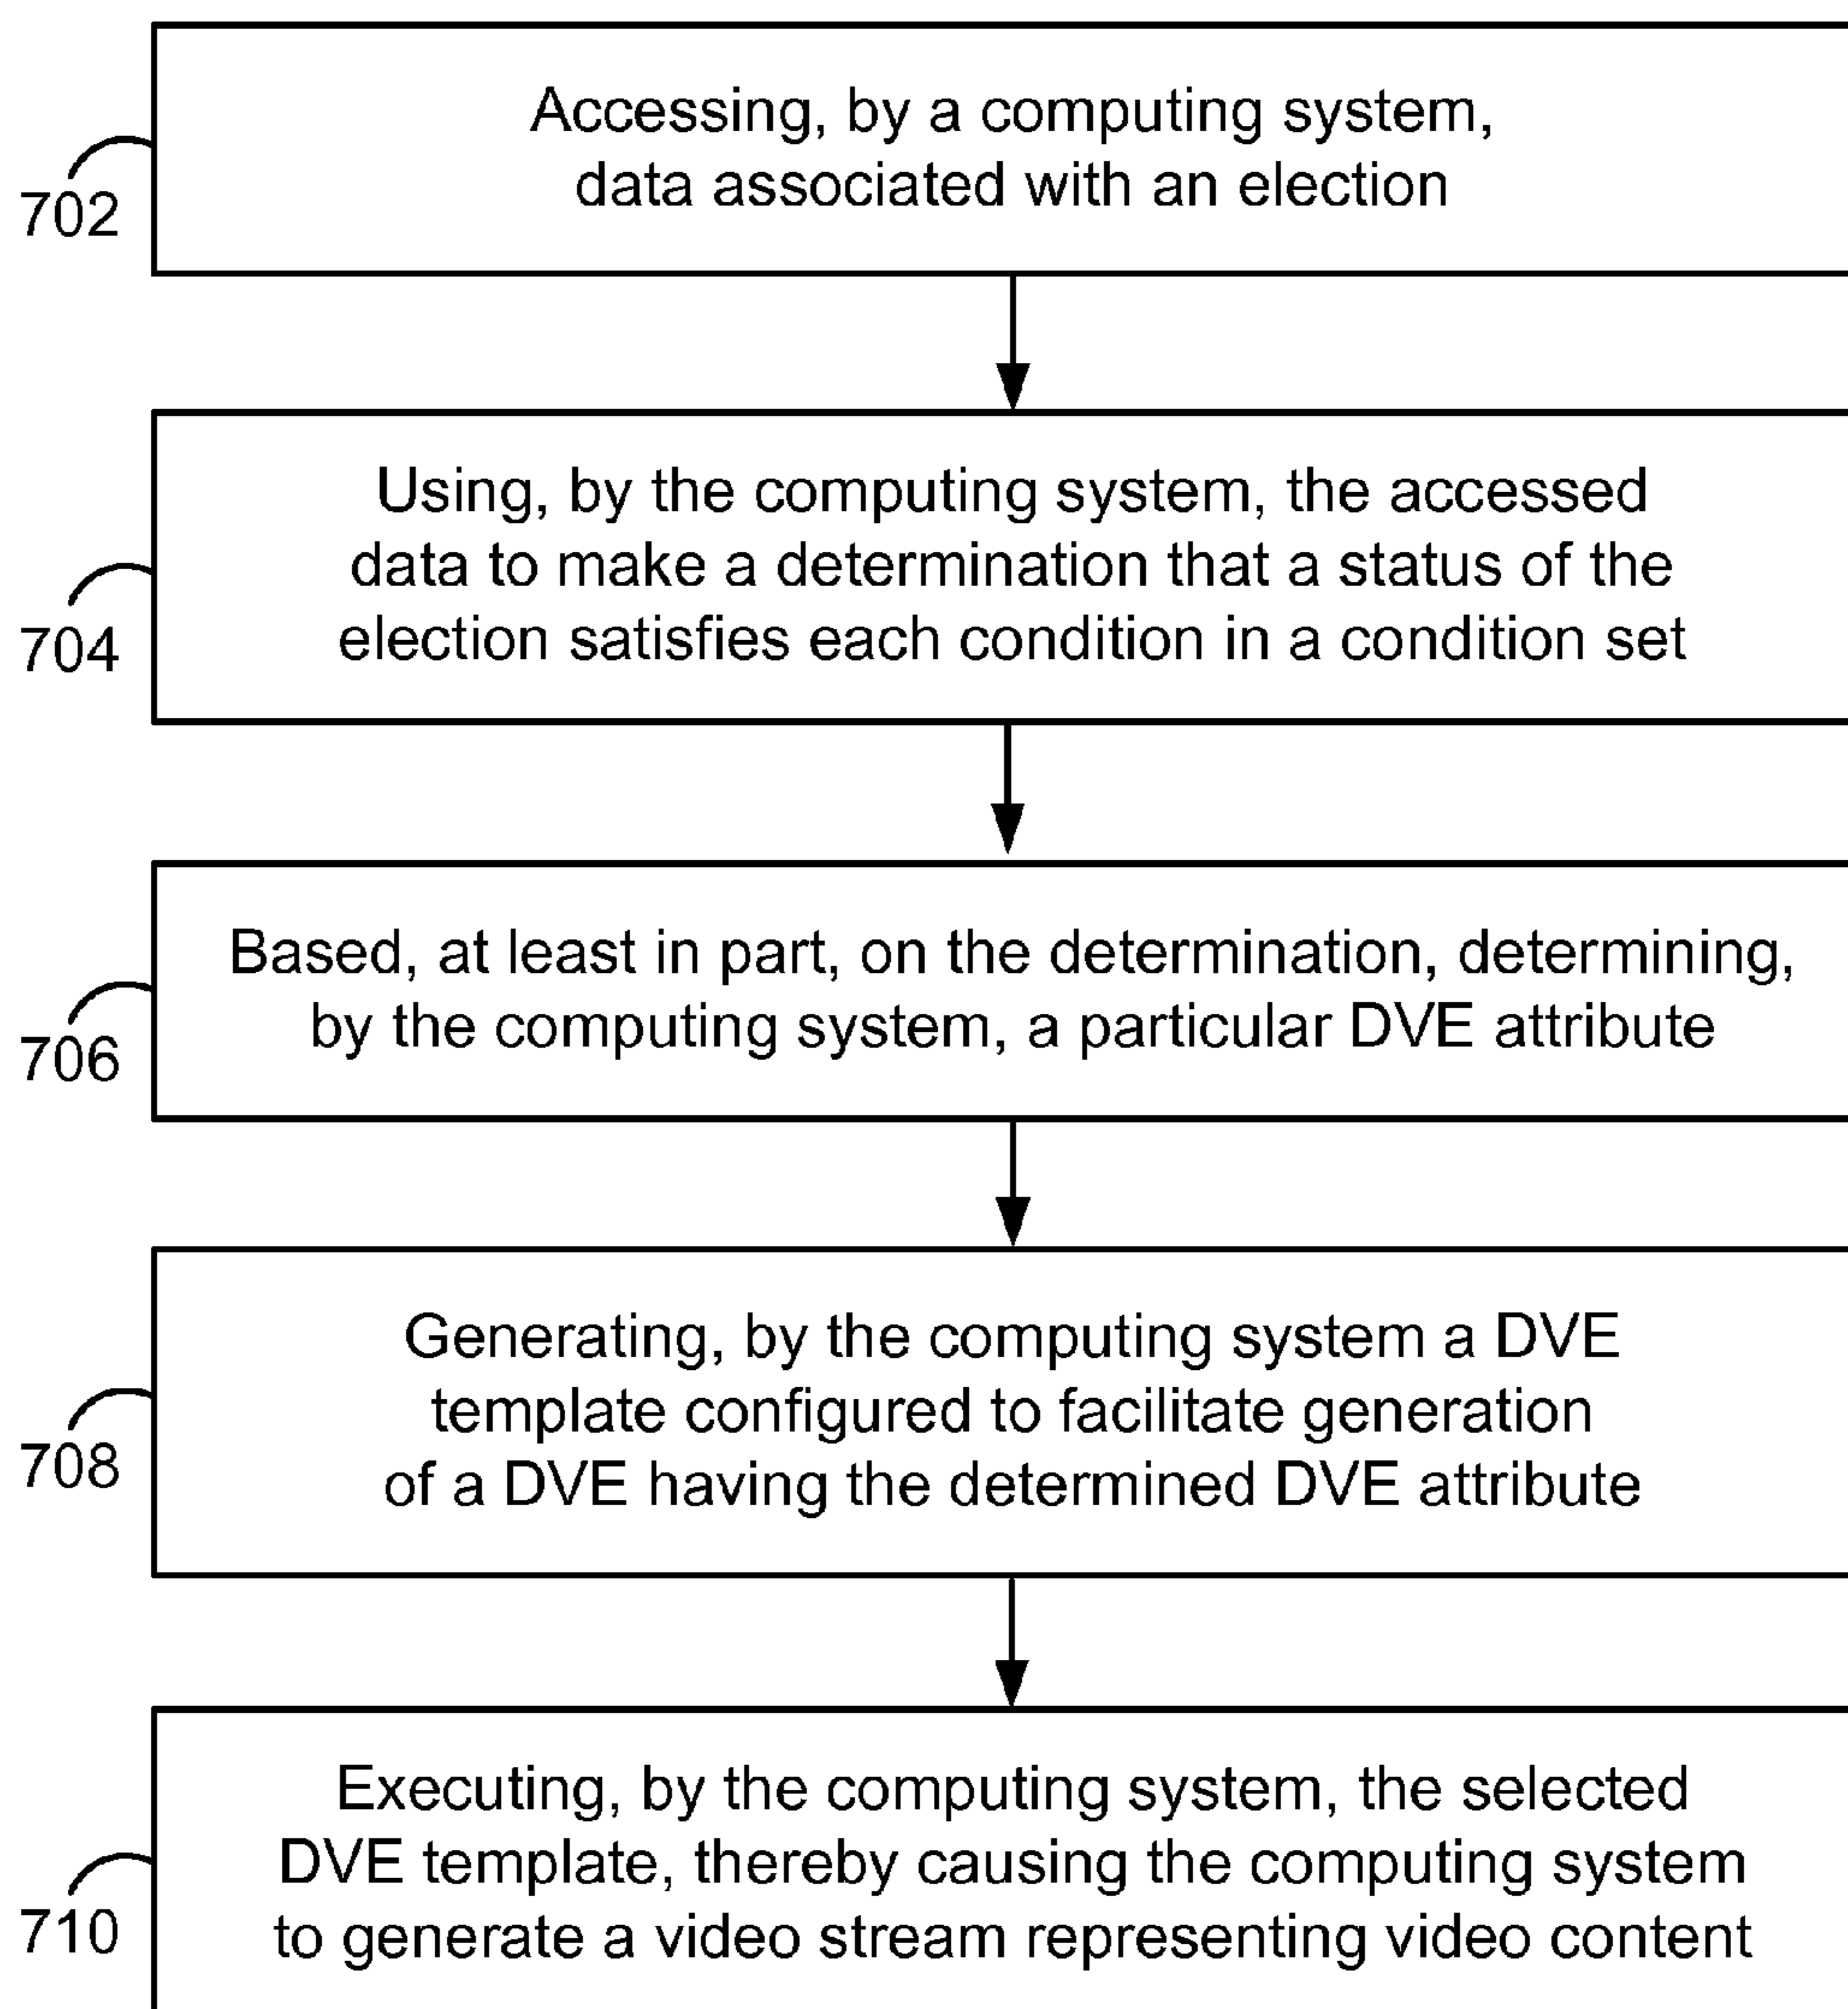 Accessing, by a computing system,
data associated with an election
702
Using, by the computing system, the accessed
data to make a determination that a status of the
election satisfies each condition in a condition set
704
Based, at least in part, on the determination, determining,
by the computing system, a particular DVE attribute
706
Generating, by the computing system a DVE
template configured to facilitate generation
of a DVE having the determined DVE attribute
708
Executing, by the computing system, the selected
DVE template, thereby causing the computing system
to generate a video stream representing video content
710